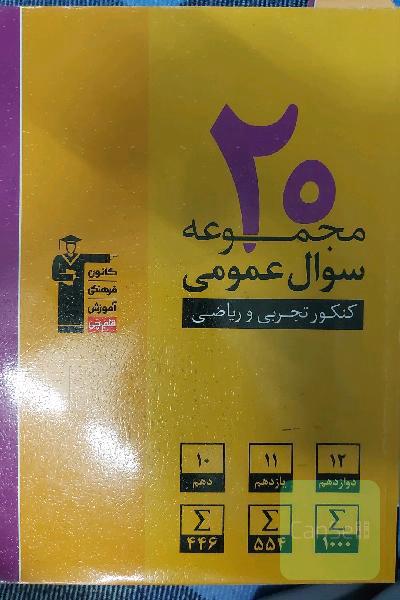 ۲۰
مجموعه
سوال عمومی
کنکور تجربی و ریاضی
کانون
فرهنگی
آموزش
قلم‌چی
۱۲ ۱۱ ۱۰
دوازدهم یازدهم دهم
Σ Σ Σ
۱۰۰۰ ۵۵۴ ۴۴۶